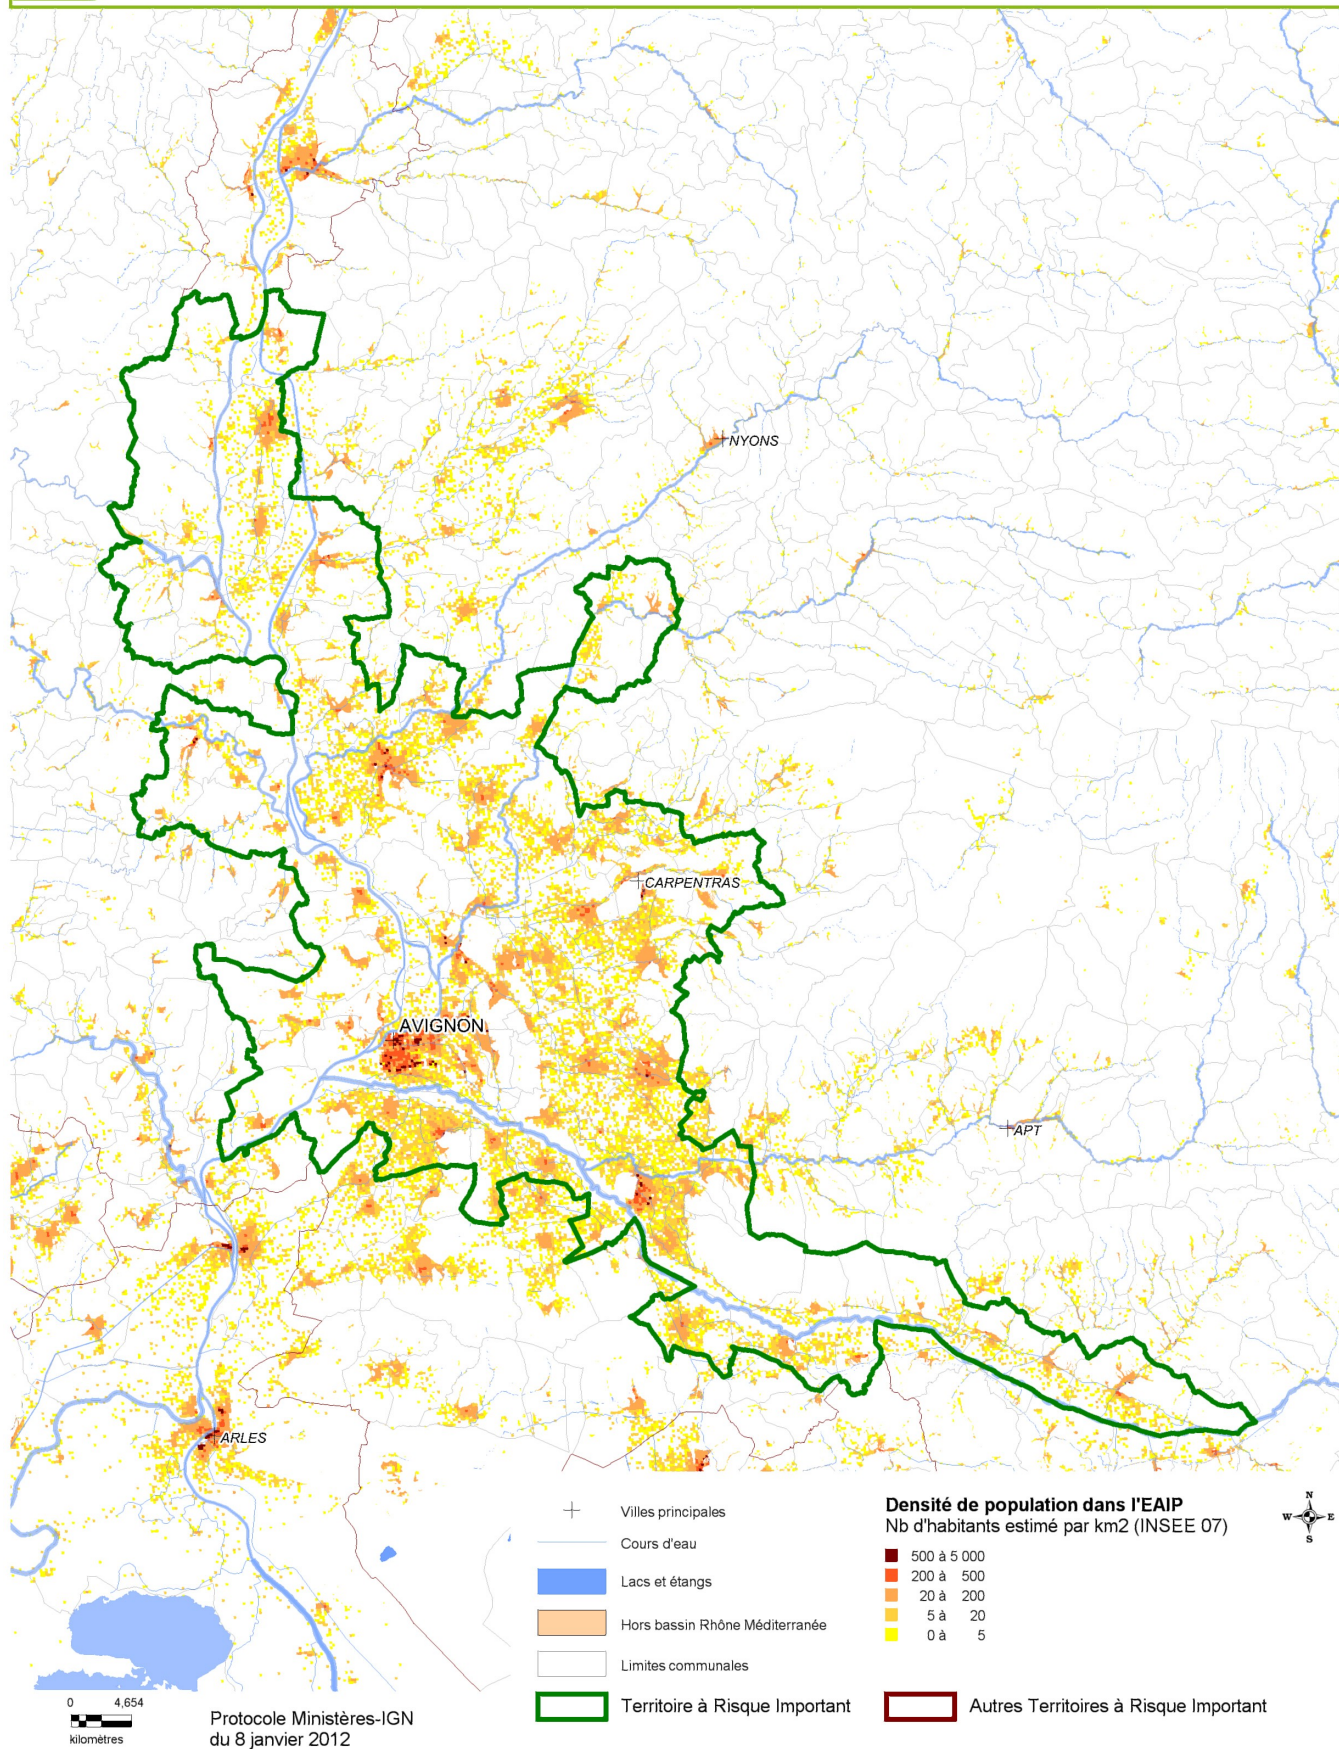 NYONS
CARPENTRAS
AVIGNON
APT
ARLES
Villes principales
Cours d'eau
Lacs et étangs
Hors bassin Rhône Méditerranée
Limites communales
Territoire à Risque Important
Densité de population dans l'EAIP
Nb d'habitants estimé par km2 (INSEE 07)
500 à 5 000
200 à 500
20 à 200
5 à 20
0 à 5
Autres Territoires à Risque Important
N
W E
S
0 4,654
kilomètres
Protocole Ministères-IGN
du 8 janvier 2012